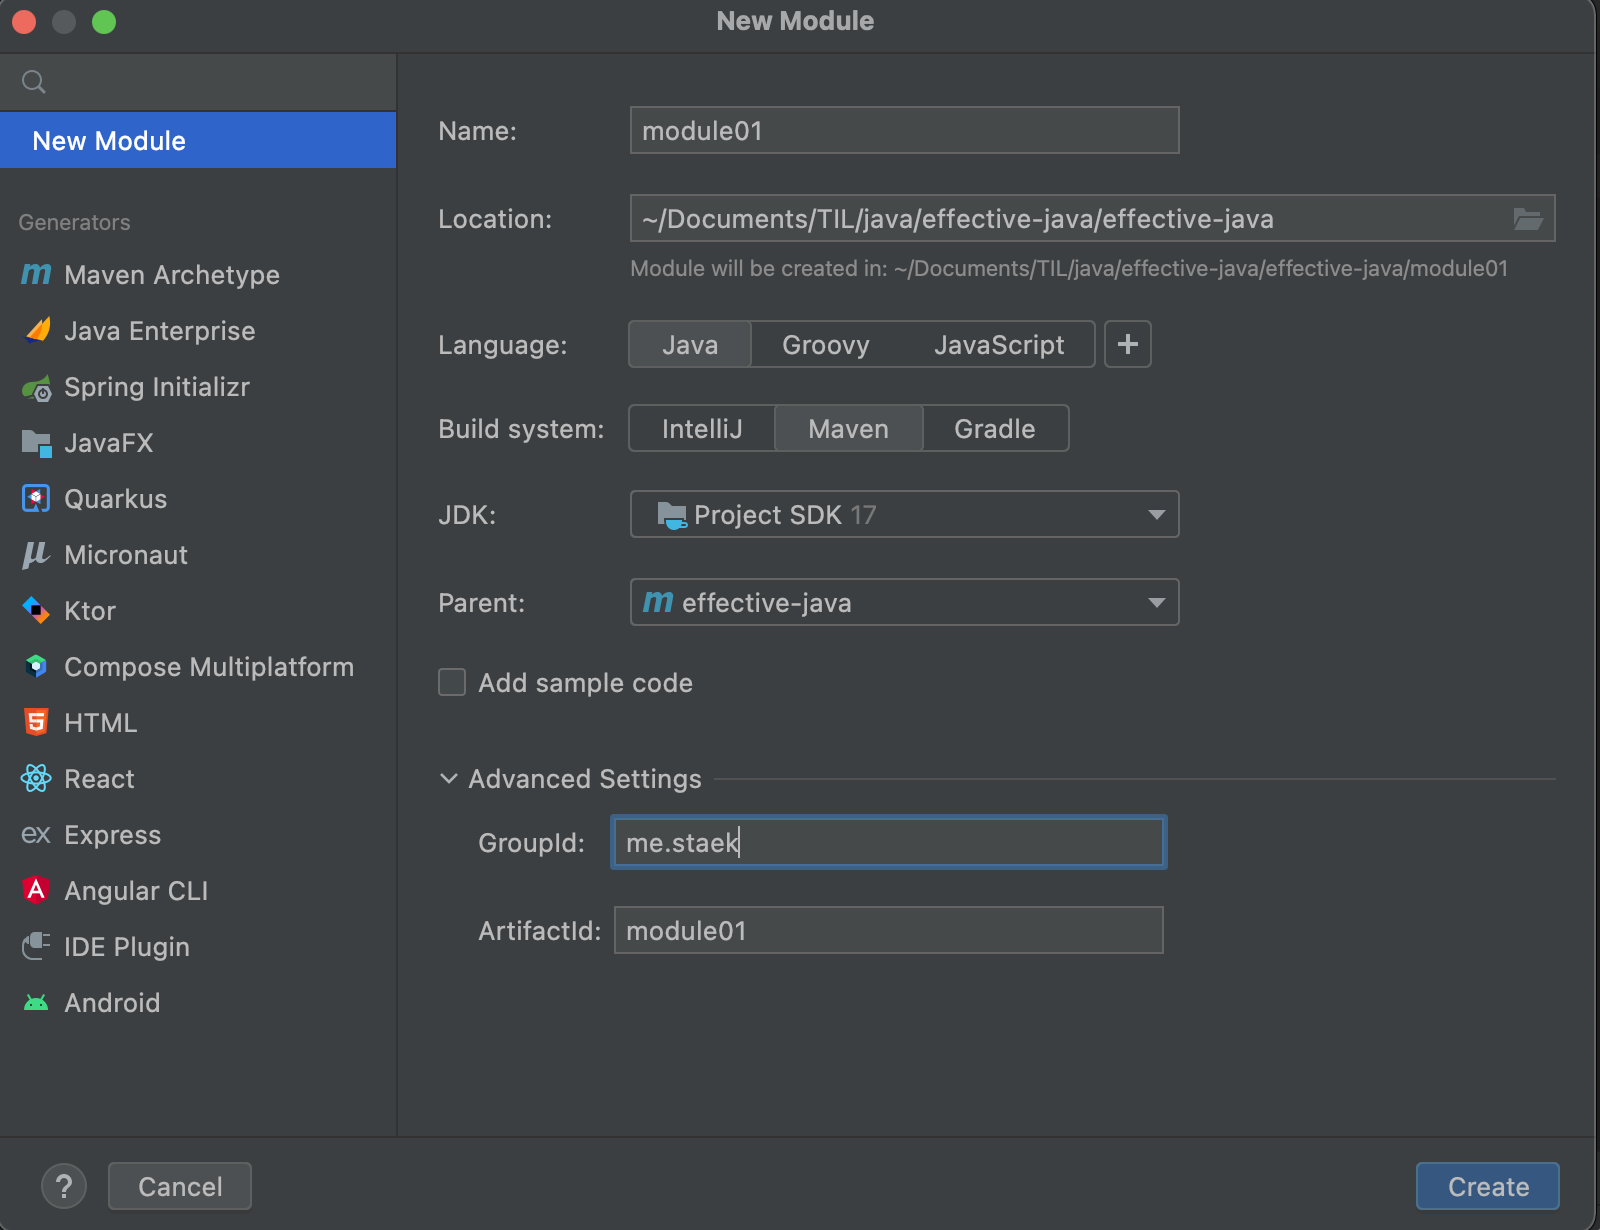 New Module
New Module
Generators
Maven Archetype
Java Enterprise
Spring Initializr
JavaFX
Quarkus
Micronaut
Ktor
Compose Multiplatform
HTML
React
Express
Angular CLI
IDE Plugin
Android
Name: module01
Location: ~/Documents/TIL/java/effective-java/effective-java
Module will be created in: ~/Documents/TIL/java/effective-java/effective-java/module01
Language: Java Groovy JavaScript +
Build system: IntelliJ Maven Gradle
JDK: Project SDK 17
Parent: effective-java
Add sample code
Advanced Settings
GroupId: me.staek
ArtifactId: module01
? Cancel Create